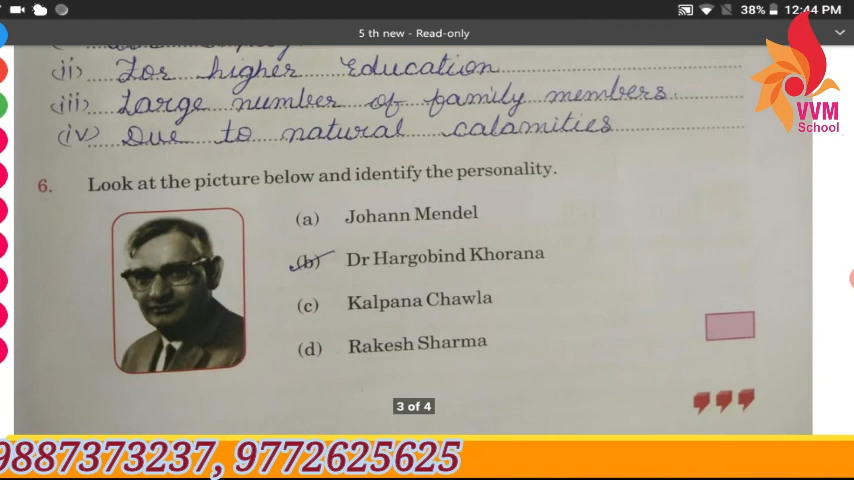 38% 12:44 PM
5 th new - Read-only
(ii) For higher Education
(iii) Large number of family members.
(iv) Due to natural calamities
VVM
School
6. Look at the picture below and identify the personality.
(a) Johann Mendel
(b) Dr Hargobind Khorana
(c) Kalpana Chawla
(d) Rakesh Sharma
3 of 4
9887373237, 9772625625